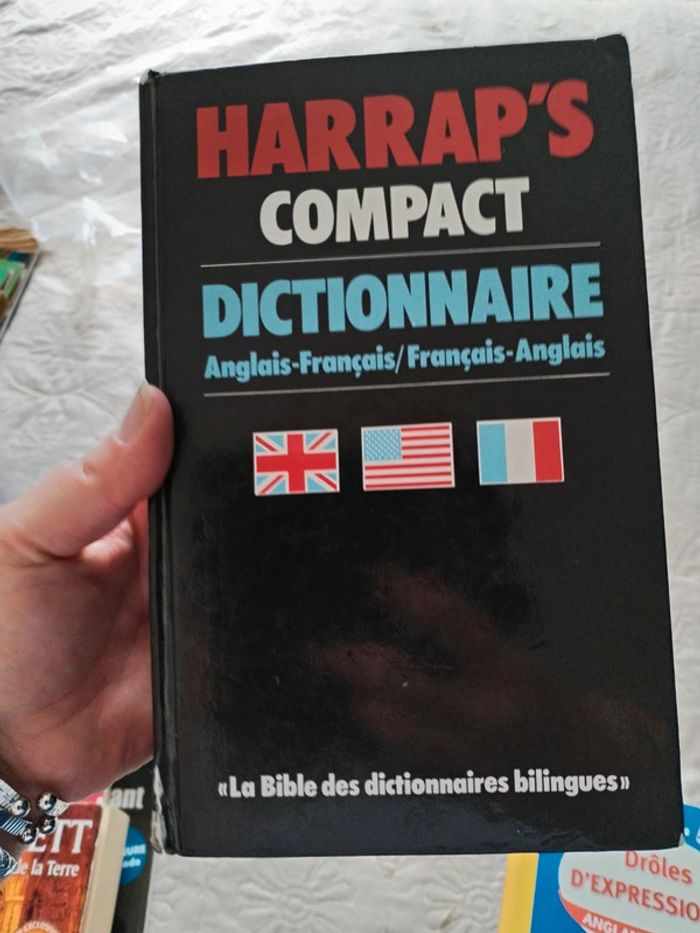 HARRAP'S
COMPACT
DICTIONNAIRE
Anglais-Français/Français-Anglais
«La Bible des dictionnaires bilingues»
de la Terre
Drôles
D'EXPRESSIO